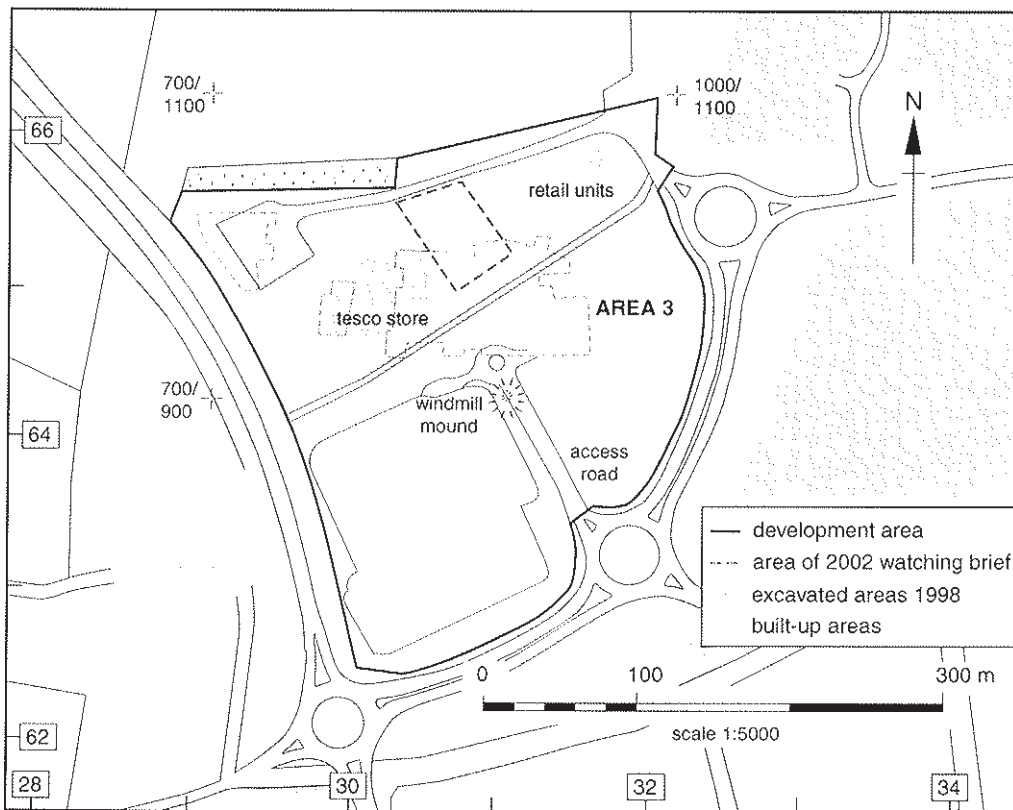 700/
1100
1000/
1100
N
66
retail units
AREA 3
tesco store
700/
900
windmill
mound
64
access
road
development area
area of 2002 watching brief
excavated areas 1998
built-up areas
0
100
300 m
scale 1:5000
62
28
30
32
34